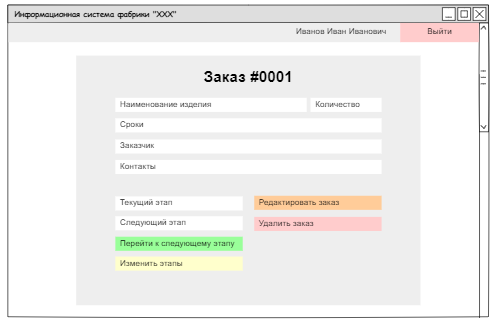 Информационная система фабрики "XXX"
Иванов Иван Иванович Выйти
Заказ #0001
Наименование изделия Количество
Сроки
Заказчик
Контакты
Текущий этап Редактировать заказ
Следующий этап Удалить заказ
Перейти к следующему этапу
Изменить этапы